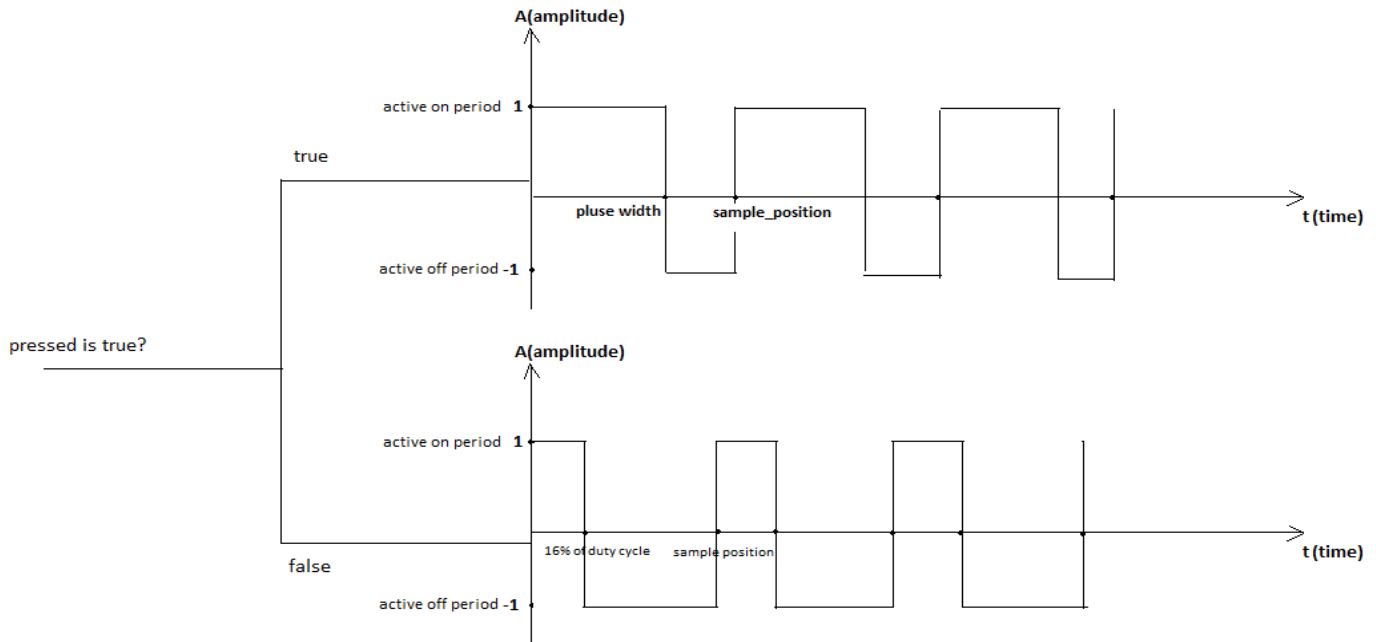 A(amplitude)
active on period 1
true
pluse width
sample_position
t(time)
active off period -1
pressed is true?
A(amplitude)
active on period 1
16% of duty cycle
sample position
t(time)
false
active off period -1